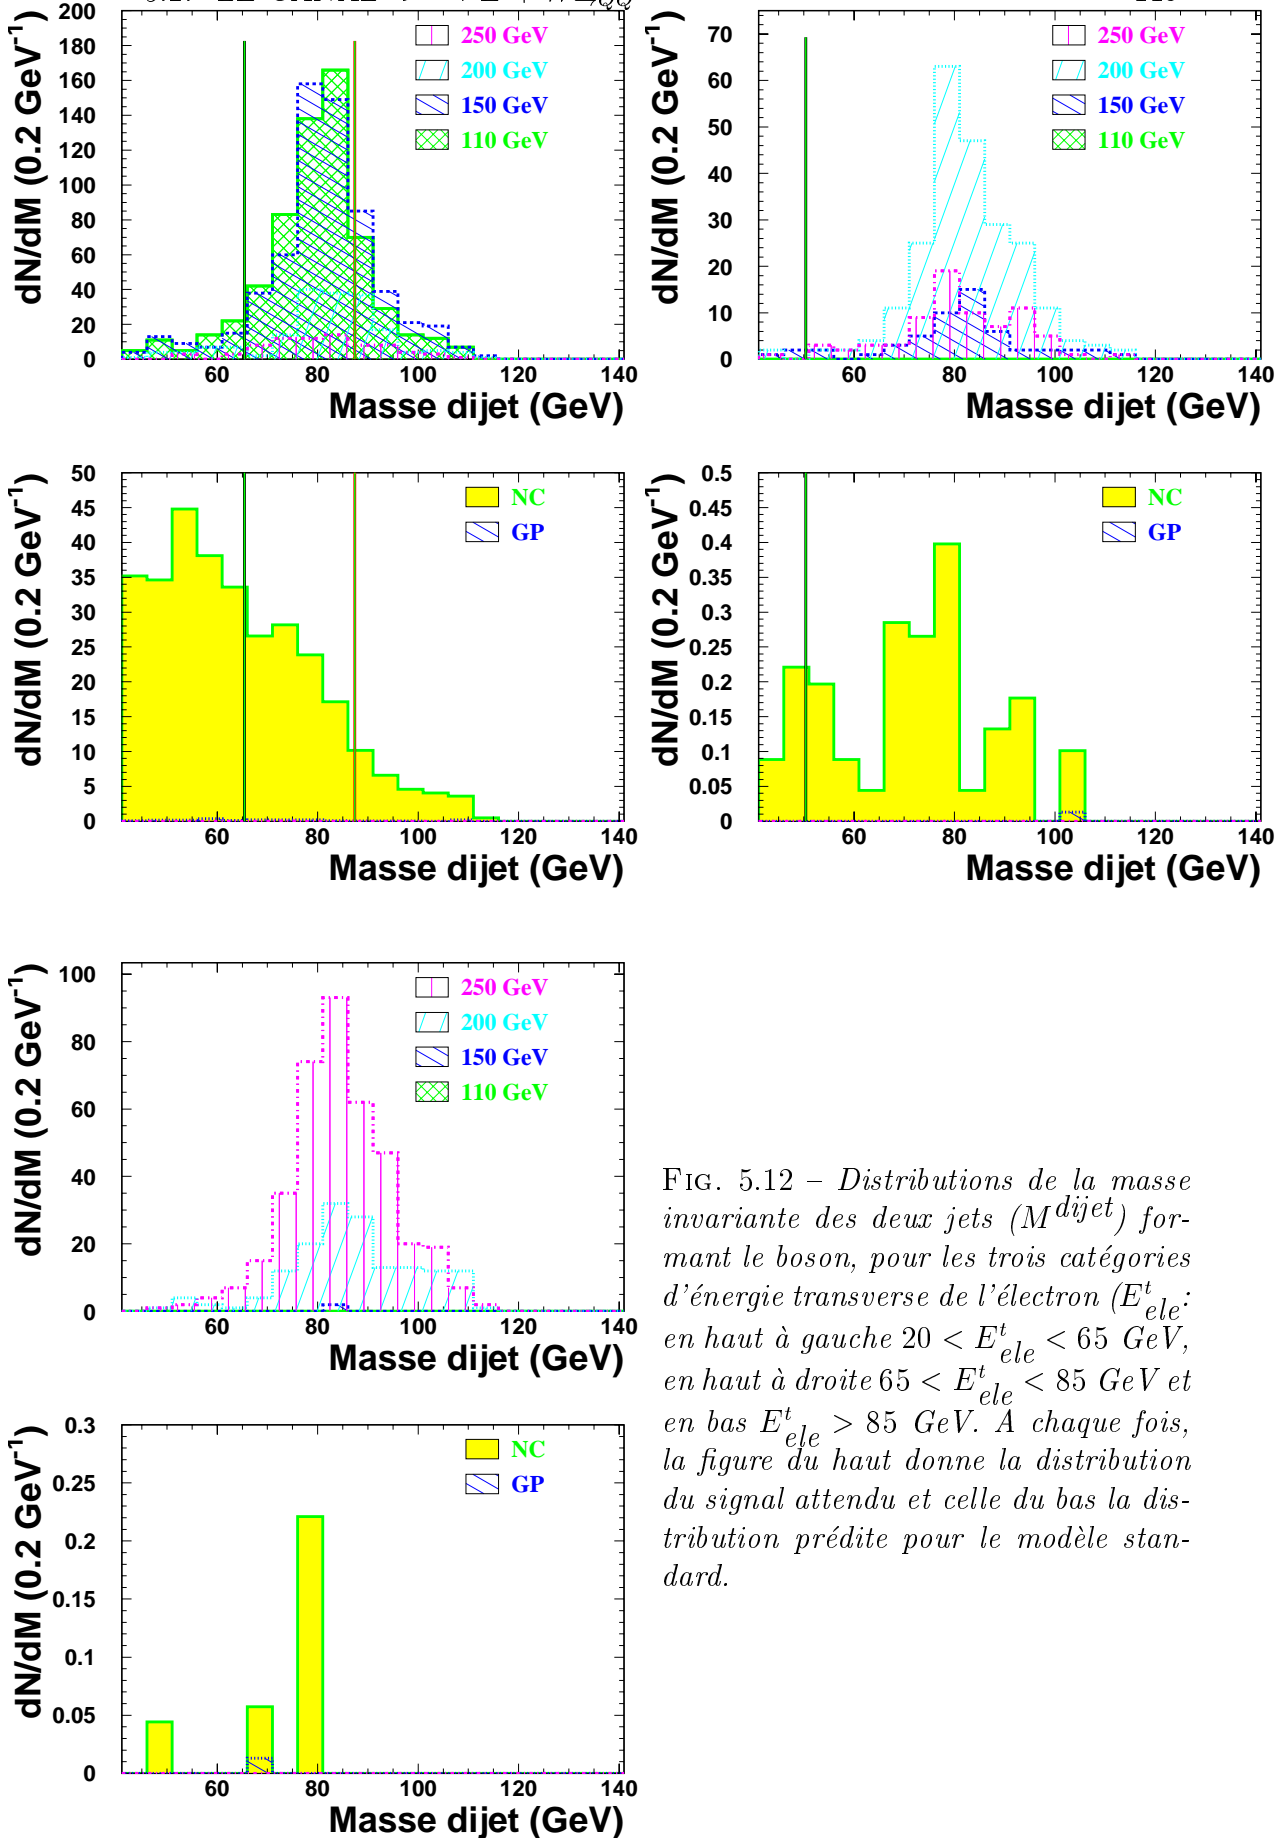 200
180
160
140
120
100
80
60
40
20
0
dN/dM (0.2 GeV-1)
250 GeV
200 GeV
150 GeV
110 GeV
60 80 100 120 140
Masse dijet (GeV)
70
60
50
40
30
20
10
0
dN/dM (0.2 GeV-1)
250 GeV
200 GeV
150 GeV
110 GeV
60 80 100 120 140
Masse dijet (GeV)
50
45
40
35
30
25
20
15
10
5
0
dN/dM (0.2 GeV-1)
NC
GP
60 80 100 120 140
Masse dijet (GeV)
0.5
0.45
0.4
0.35
0.3
0.25
0.2
0.15
0.1
0.05
0
dN/dM (0.2 GeV-1)
NC
GP
60 80 100 120 140
Masse dijet (GeV)
100
80
60
40
20
0
dN/dM (0.2 GeV-1)
250 GeV
200 GeV
150 GeV
110 GeV
60 80 100 120 140
Masse dijet (GeV)
0.3
0.25
0.2
0.15
0.1
0.05
0
dN/dM (0.2 GeV-1)
NC
GP
60 80 100 120 140
Masse dijet (GeV)
FIG. 5.12 – Distributions de la masse
invariante des deux jets (M^dijet) for-
mant le boson, pour les trois catégories
d'énergie transverse de l'électron (E^t_ele:
en haut à gauche 20 < E^t_ele < 65 GeV,
en haut à droite 65 < E^t_ele < 85 GeV et
en bas E^t_ele > 85 GeV. A chaque fois,
la figure du haut donne la distribution
du signal attendu et celle du bas la dis-
tribution prédite pour le modèle stan-
dard.